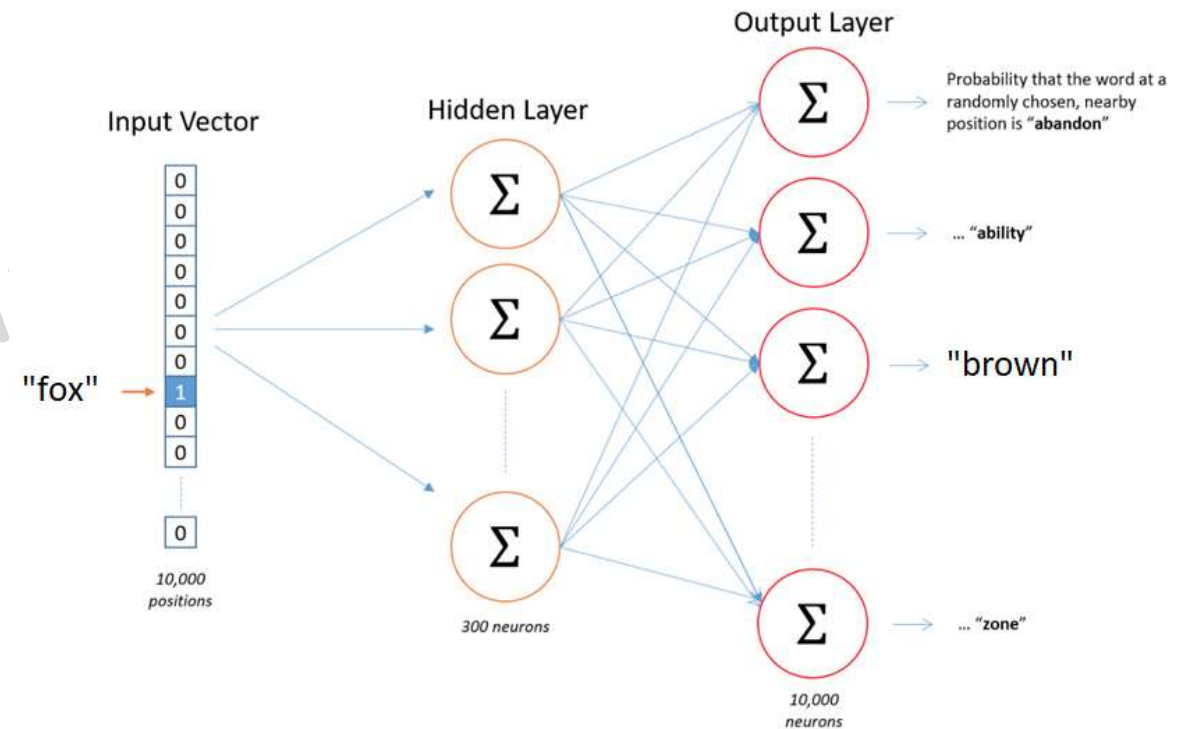 Output Layer
Probability that the word at a
randomly chosen, nearby
position is “abandon”
Hidden Layer
Input Vector
0
0
0
0
0
0
0
1
0
0
0
"fox"
10,000
positions
Σ
Σ
Σ
300 neurons
Σ
Σ
Σ
Σ
10,000
neurons
... “ability”
"brown"
... “zone”